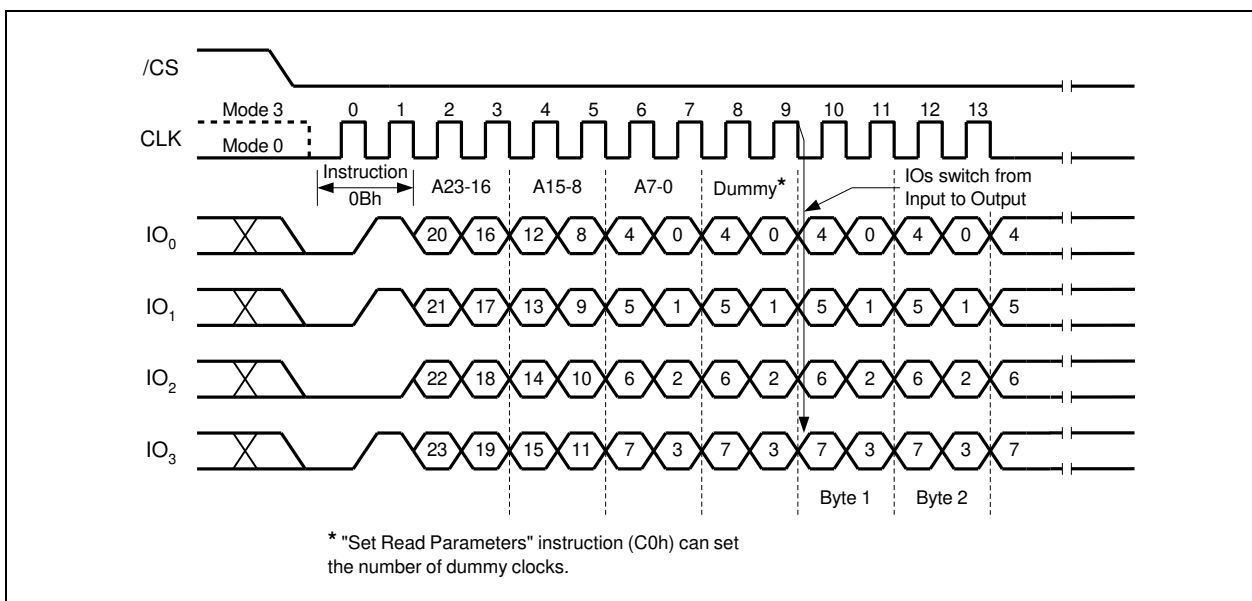 /CS
Mode 3 0 1 2 3 4 5 6 7 8 9 10 11 12 13
CLK
Mode 0
Instruction
0Bh
A23-16 A15-8 A7-0 Dummy*
IOs switch from
Input to Output
IO0 20 16 12 8 4 0 4 0 4 0 4 0 4
IO1 21 17 13 9 5 1 5 1 5 1 5 1 5
IO2 22 18 14 10 6 2 6 2 6 2 6 2 6
IO3 23 19 15 11 7 3 7 3 7 3 7 3 7
Byte 1 Byte 2
* "Set Read Parameters" instruction (C0h) can set
the number of dummy clocks.